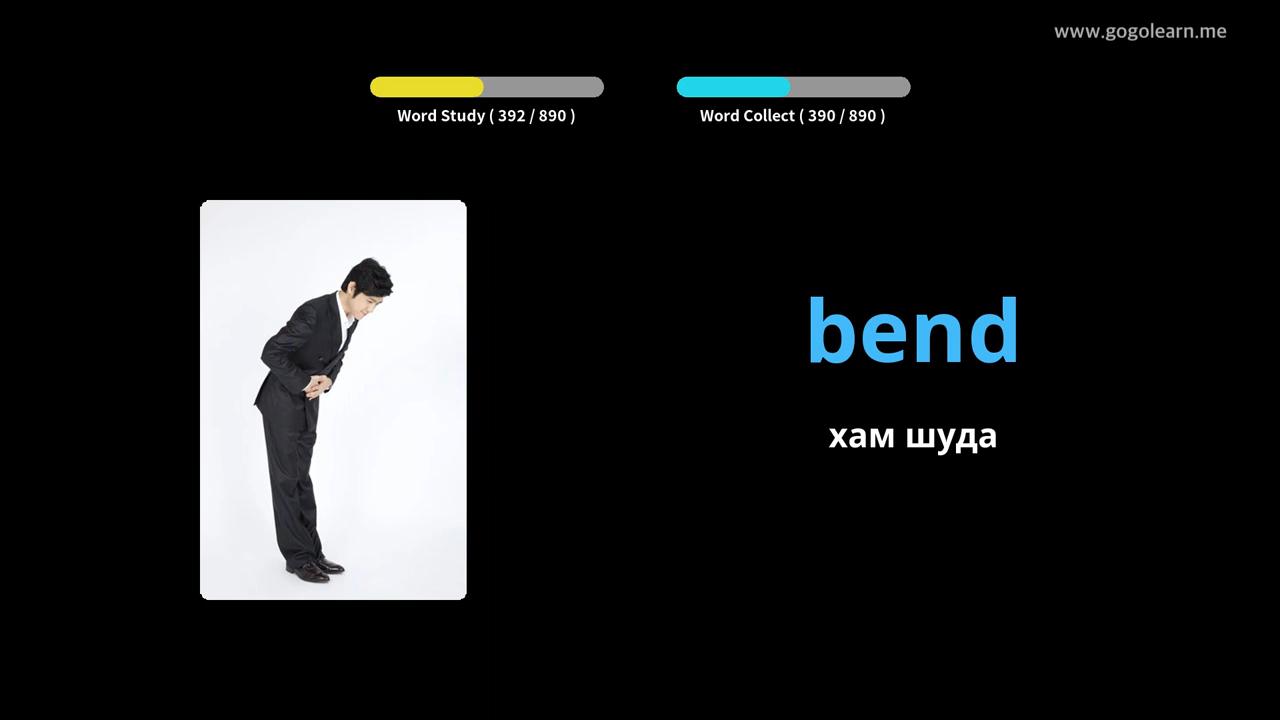 www.gogolearn.me
Word Study ( 392 / 890 )
Word Collect ( 390 / 890 )
bend
хам шуда